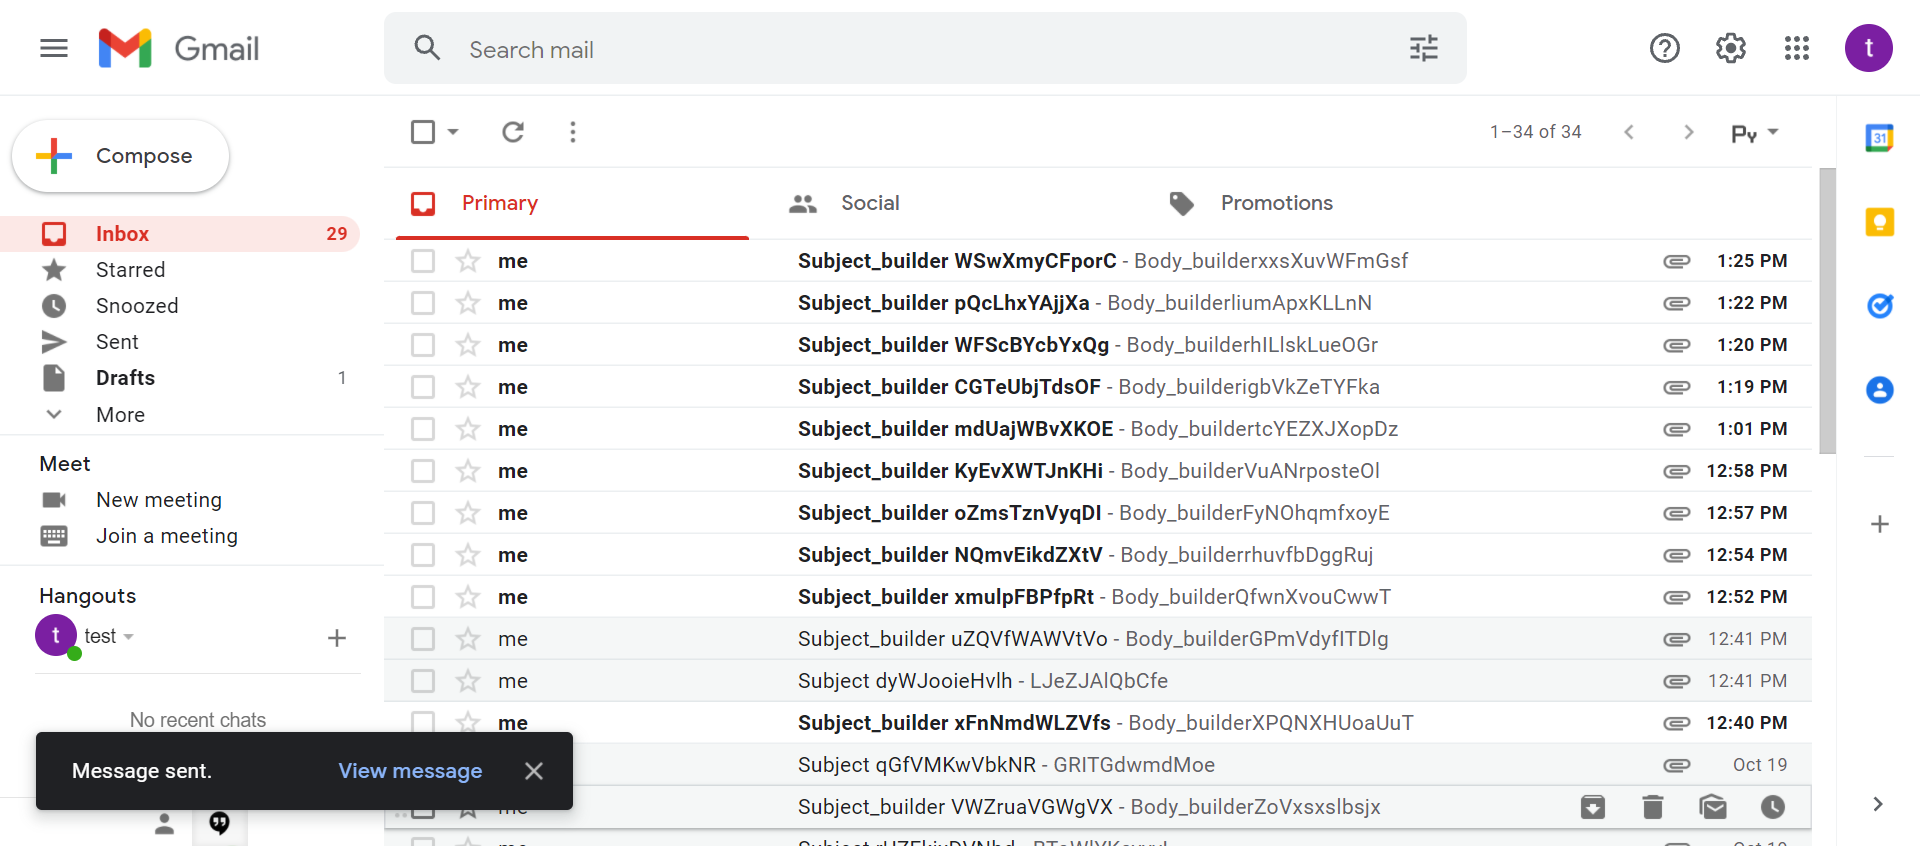 Gmail
Search mail
t
Compose
1–34 of 34
Ру
31
Primary
Social
Promotions
Inbox 29
Starred
Snoozed
Sent
Drafts 1
More
Meet
New meeting
Join a meeting
Hangouts
t test
No recent chats
me Subject_builder WSwXmyCFporC - Body_builderxxsXuvWFmGsf 1:25 PM
me Subject_builder pQcLhxYAjjXa - Body_builderliumApxKLLnN 1:22 PM
me Subject_builder WFScBYcbYxQg - Body_builderhILlskLueOGr 1:20 PM
me Subject_builder CGTeUbjTdsOF - Body_builderigbVkZeTYFka 1:19 PM
me Subject_builder mdUajWBvXKOE - Body_buildertcYEZXJXopDz 1:01 PM
me Subject_builder KyEvXWTJnKHi - Body_builderVuANrposteOl 12:58 PM
me Subject_builder oZmsTznVyqDI - Body_builderFyNOhqmfxoyE 12:57 PM
me Subject_builder NQmvEikdZXtV - Body_builderrhuvfbDggRuj 12:54 PM
me Subject_builder xmulpFBPfpRt - Body_builderQfwnXvouCwwT 12:52 PM
me Subject_builder uZQVfWAWVtVo - Body_builderGPmVdyfITDlg 12:41 PM
me Subject dyWJooieHvlh - LJeZJAlQbCfe 12:41 PM
me Subject_builder xFnNmdWLZVfs - Body_builderXPQNXHUoaUuT 12:40 PM
Subject qGfVMKwVbkNR - GRITGdwmdMoe Oct 19
Subject_builder VWZruaVGWgVX - Body_builderZoVxsxslbsjx
Message sent.
View message